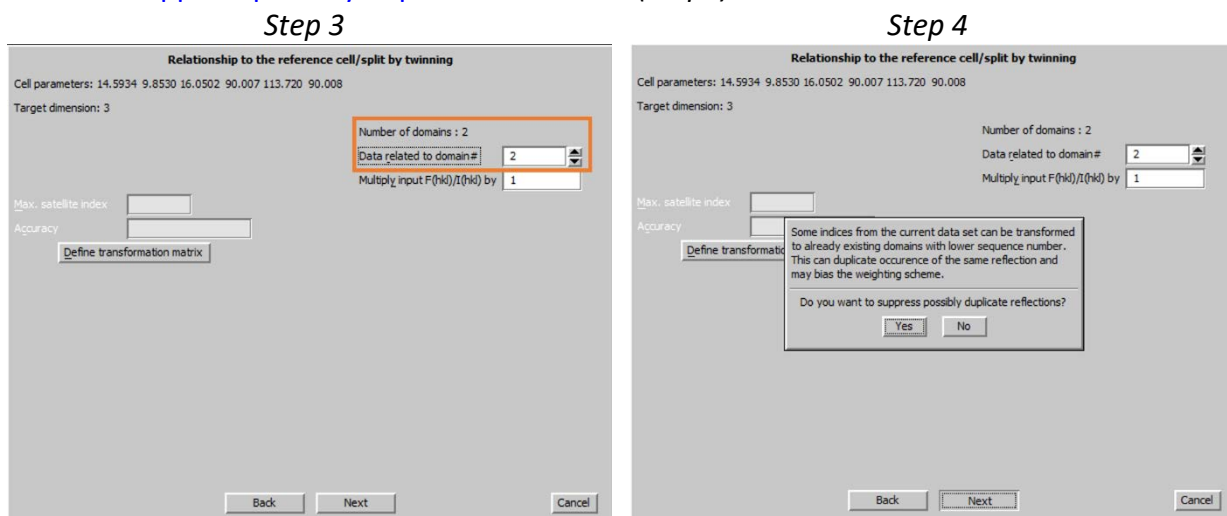 Step 3
Relationship to the reference cell/split by twinning
Cell parameters: 14.5934 9.8530 16.0502 90.007 113.720 90.008
Target dimension: 3
Number of domains : 2
Data related to domain# 2
Multiply input F(hkl)/I(hkl) by 1
Max. satellite index
Accuracy
Define transformation matrix
Back Next Cancel
Step 4
Relationship to the reference cell/split by twinning
Cell parameters: 14.5934 9.8530 16.0502 90.007 113.720 90.008
Target dimension: 3
Number of domains : 2
Data related to domain# 2
Multiply input F(hkl)/I(hkl) by 1
Max. satellite index
Accuracy
Define transformatic
Some indices from the current data set can be transformed
to already existing domains with lower sequence number.
This can duplicate occurence of the same reflection and
may bias the weighting scheme.
Do you want to suppress possibly duplicate reflections?
Yes No
Back Next Cancel